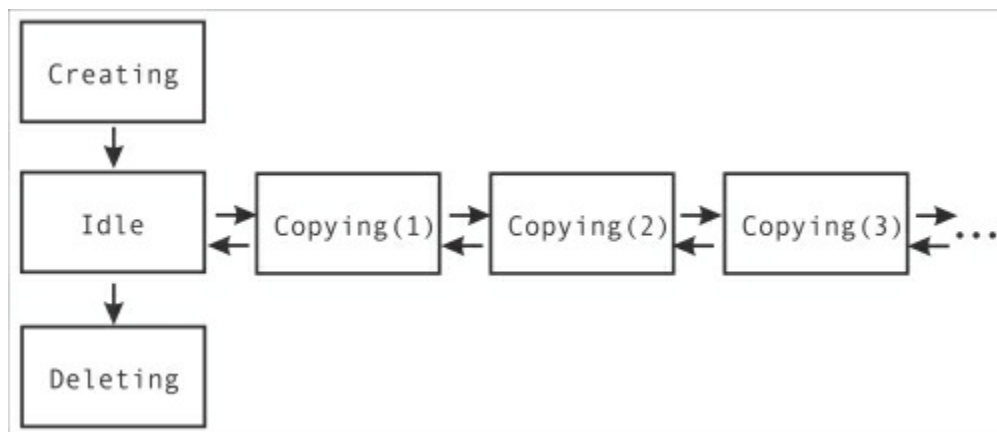 Creating
Idle
Copying(1)
Copying(2)
Copying(3)
...
Deleting